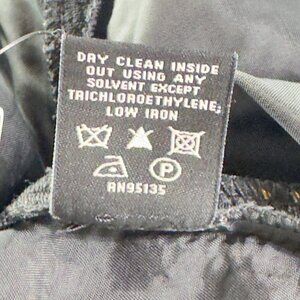 DRY CLEAN INSIDE
OUT USING ANY
SOLVENT EXCEPT
TRICHLOROETHYLENE;
LOW IRON
P
RN95135